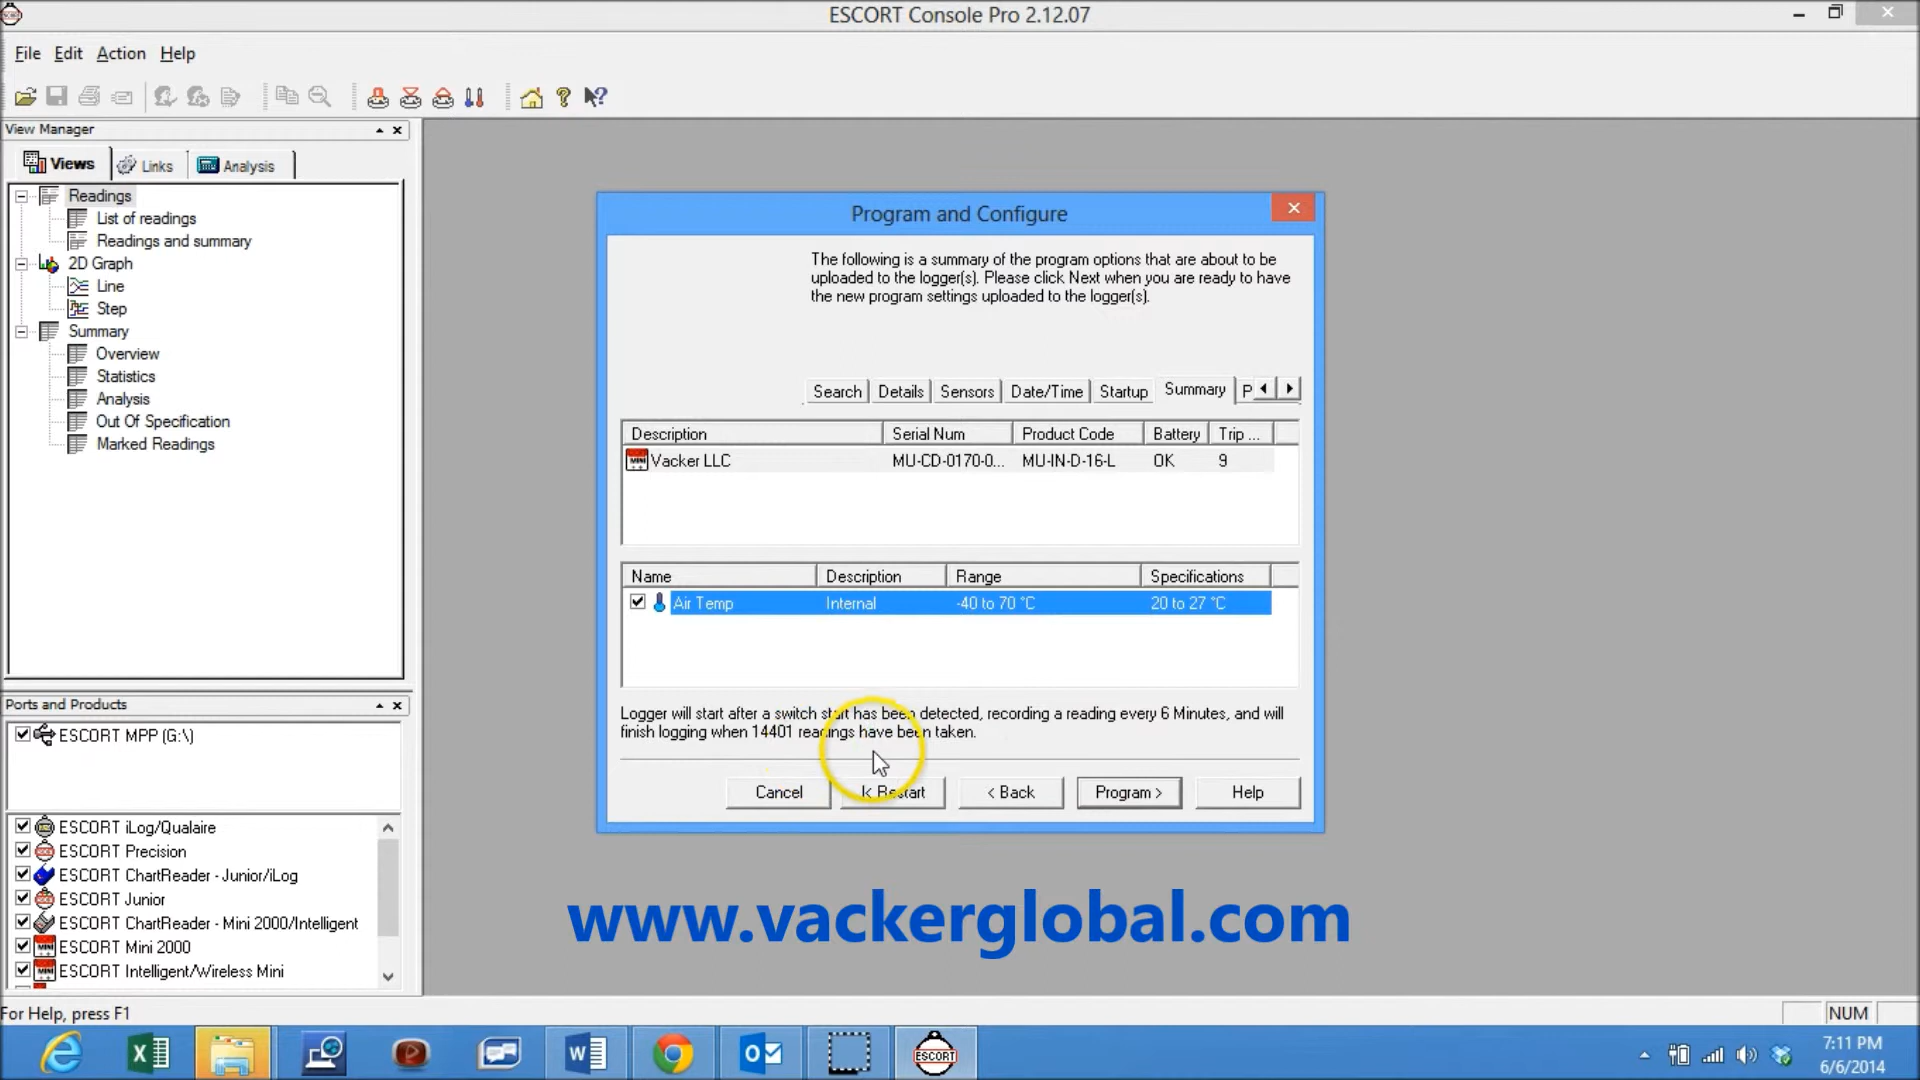 ESCORT Console Pro 2.12.07
File Edit Action Help
View Manager
Views Links Analysis
Readings
List of readings
Readings and summary
2D Graph
Line
Step
Summary
Overview
Statistics
Analysis
Out Of Specification
Marked Readings
Ports and Products
ESCORT MPP (G:\)
ESCORT iLog/Qualaire
ESCORT Precision
ESCORT ChartReader - Junior/iLog
ESCORT Junior
ESCORT ChartReader - Mini 2000/Intelligent
ESCORT Mini 2000
ESCORT Intelligent/Wireless Mini
Program and Configure
The following is a summary of the program options that are about to be
uploaded to the logger(s). Please click Next when you are ready to have
the new program settings uploaded to the logger(s).
Search Details Sensors Date/Time Startup Summary P
Description Serial Num Product Code Battery Trip ...
Vacker LLC MU-CD-0170-0... MU-IN-D-16-L OK 9
Name Description Range Specifications
Air Temp Internal -40 to 70 °C 20 to 27 °C
Logger will start after a switch start has been detected, recording a reading every 6 Minutes, and will
finish logging when 14401 readings have been taken.
Cancel |< Restart < Back Program > Help
www.vackerglobal.com
For Help, press F1
NUM
ESCORT
7:11 PM
6/6/2014